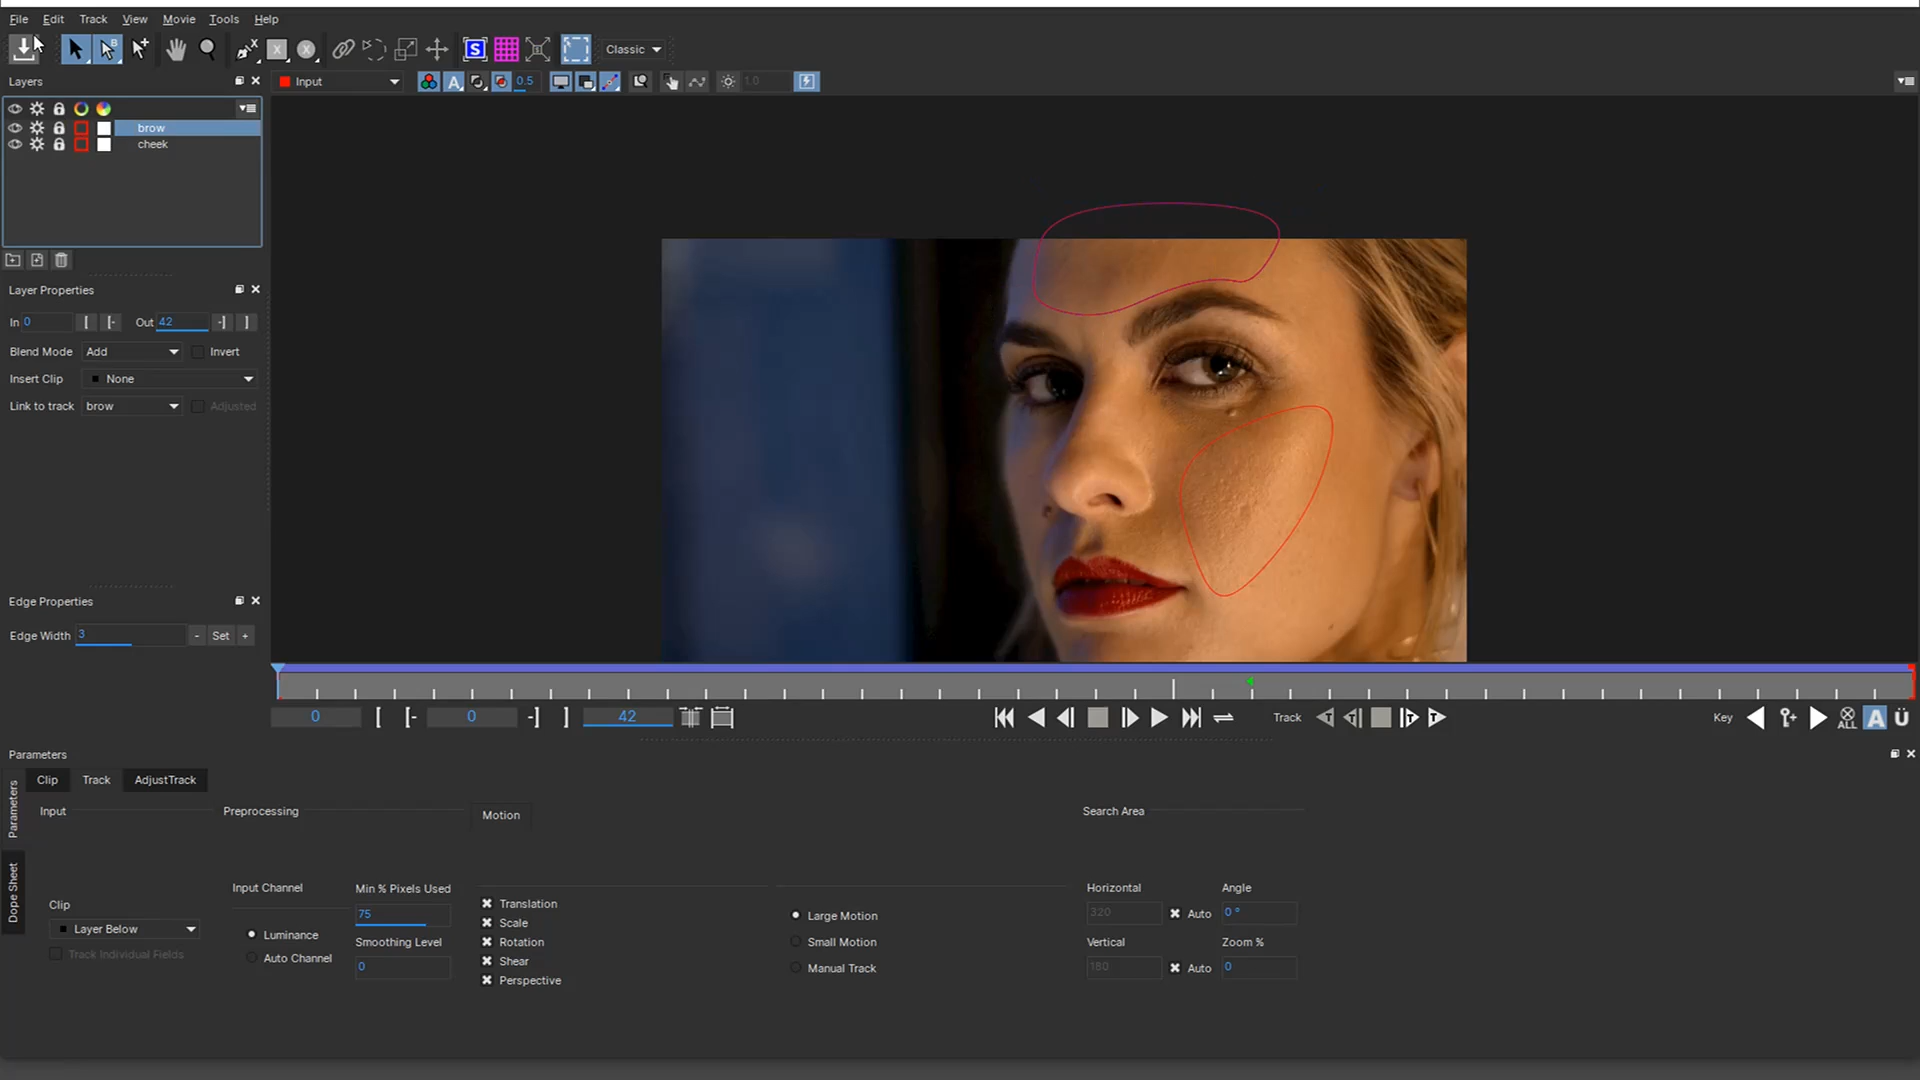 File Edit Track View Movie Tools Help
Classic
Layers
Input
A
0.5
1.0
brow
cheek
Layer Properties
In 0
Out 42
Blend Mode Add
Invert
Insert Clip None
Link to track brow
Adjusted
Edge Properties
Edge Width 3 - Set +
0
0
42
Track
Key
ALL
A
Ü
Parameters
Clip Track AdjustTrack
Parameters
Dope Sheet
Input
Preprocessing
Motion
Search Area
Clip
Layer Below
Track Individual Fields
Input Channel
Luminance
Auto Channel
Min % Pixels Used
75
Smoothing Level
0
Translation
Scale
Rotation
Shear
Perspective
Large Motion
Small Motion
Manual Track
Horizontal
320
Auto
Angle
0 °
Vertical
180
Auto
Zoom %
0